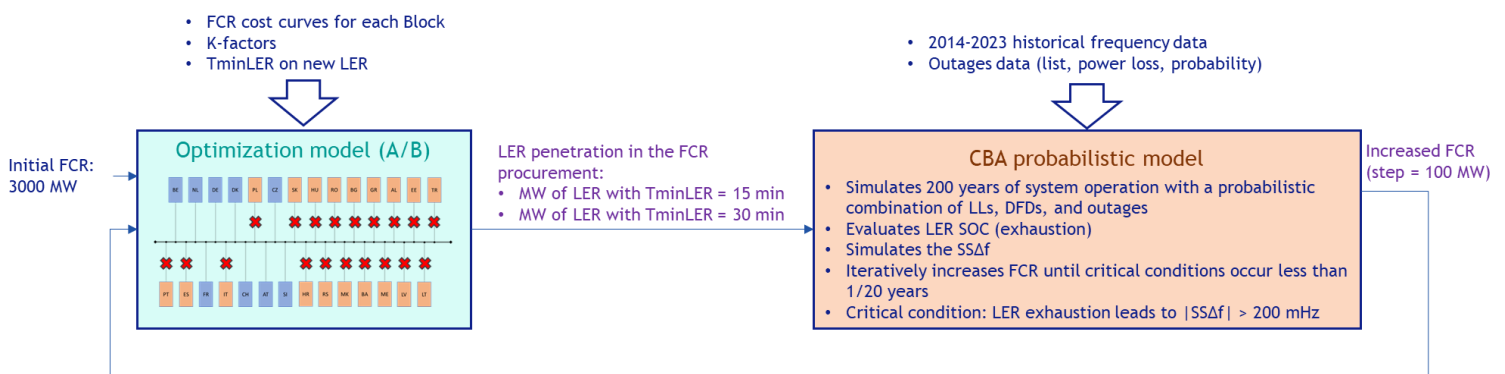 • FCR cost curves for each Block
• K-factors
• TminLER on new LER
• 2014-2023 historical frequency data
• Outages data (list, power loss, probability)
Initial FCR:
3000 MW
Optimization model (A/B)
BE NL DE DK PL CZ SK HU RO BG GR AL EE TR
PT ES FR IT CH AT SI HR RS MK BA ME LV LT
LER penetration in the FCR
procurement:
• MW of LER with TminLER = 15 min
• MW of LER with TminLER = 30 min
CBA probabilistic model
• Simulates 200 years of system operation with a probabilistic
combination of LLs, DFDs, and outages
• Evaluates LER SOC (exhaustion)
• Simulates the SSΔf
• Iteratively increases FCR until critical conditions occur less than
1/20 years
• Critical condition: LER exhaustion leads to |SSΔf| > 200 mHz
Increased FCR
(step = 100 MW)